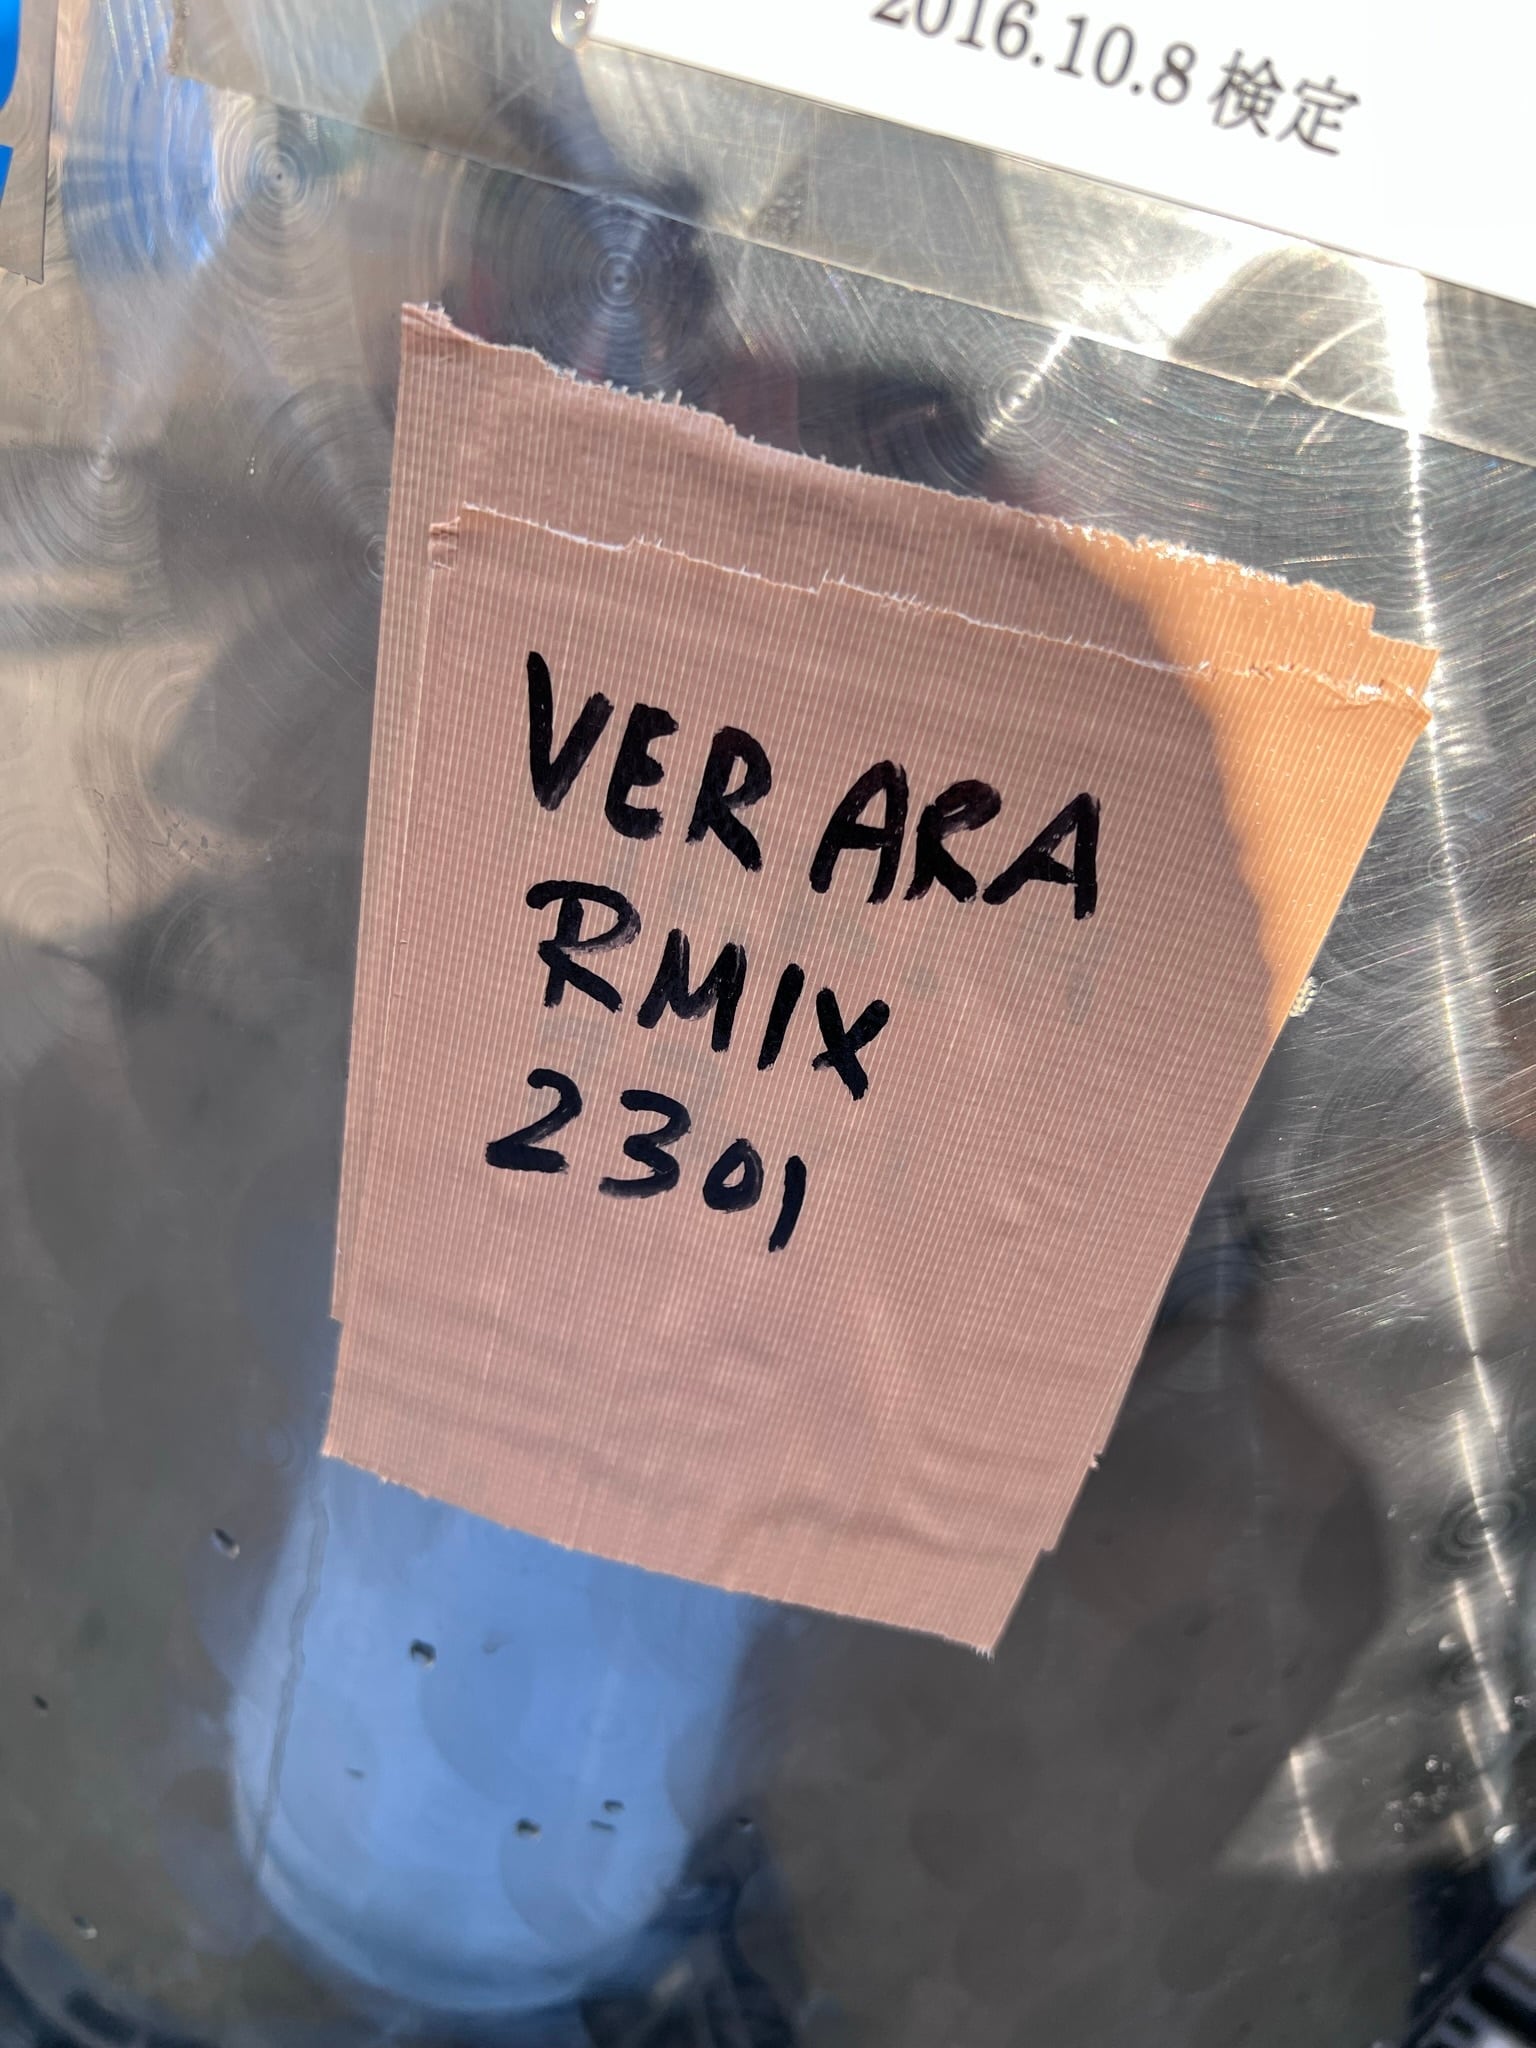 2016.10.8 検定
VER ARA
RMIX
2301